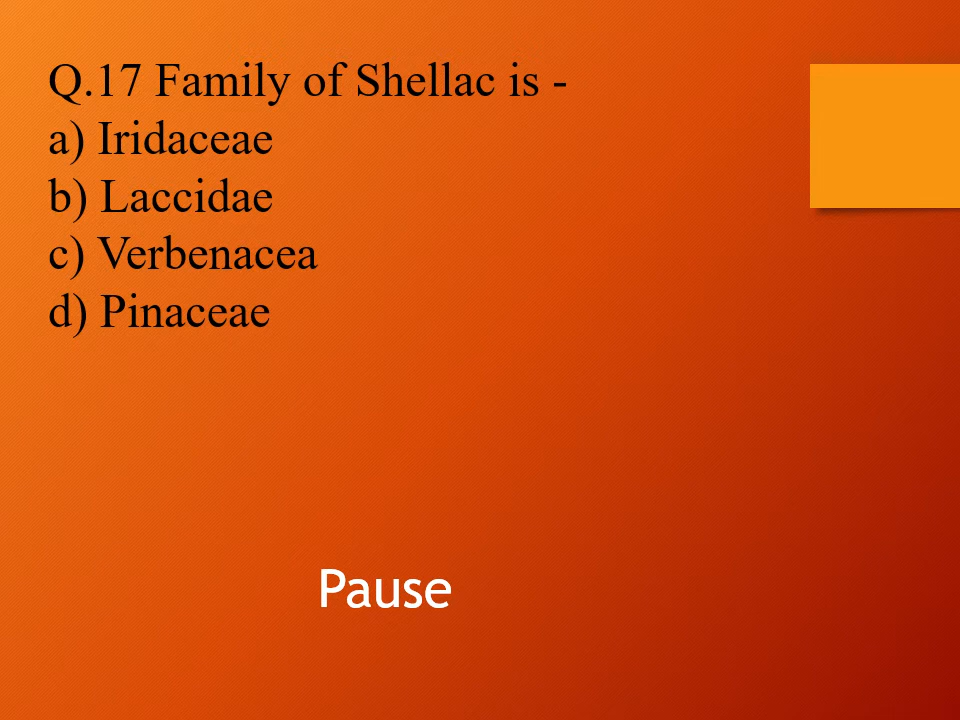 Q.17 Family of Shellac is -
a) Iridaceae
b) Laccidae
c) Verbenacea
d) Pinaceae
Pause